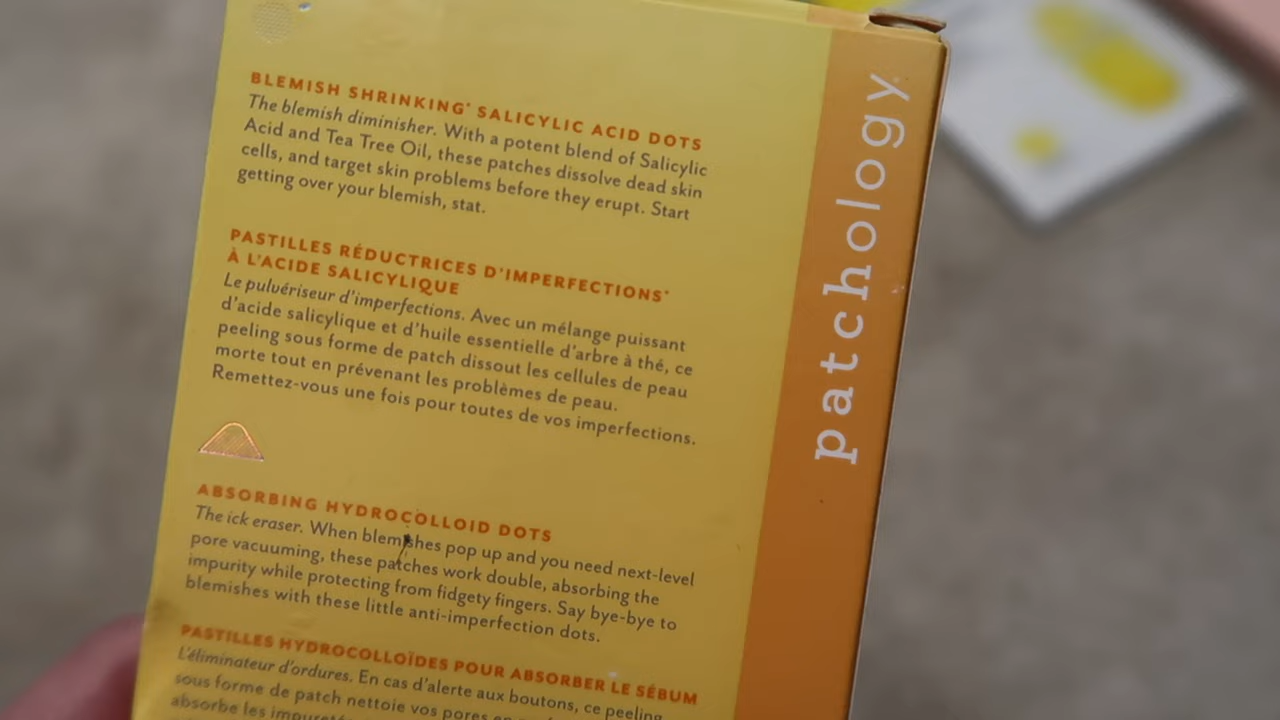 BLEMISH SHRINKING* SALICYLIC ACID DOTS
The blemish diminisher. With a potent blend of Salicylic
Acid and Tea Tree Oil, these patches dissolve dead skin
cells, and target skin problems before they erupt. Start
getting over your blemish, stat.
PASTILLES RÉDUCTRICES D'IMPERFECTIONS*
À L'ACIDE SALICYLIQUE
Le pulvériseur d'imperfections. Avec un mélange puissant
d'acide salicylique et d'huile essentielle d'arbre à thé, ce
peeling sous forme de patch dissout les cellules de peau
morte tout en prévenant les problèmes de peau.
Remettez-vous une fois pour toutes de vos imperfections.
ABSORBING HYDROCOLLOID DOTS
The ick eraser. When blemishes pop up and you need next-level
pore vacuuming, these patches work double, absorbing the
impurity while protecting from fidgety fingers. Say bye-bye to
blemishes with these little anti-imperfection dots.
PASTILLES HYDROCOLLOÏDES POUR ABSORBER LE SÉBUM
L'éliminateur d'ordures. En cas d'alerte aux boutons, ce peeling
sous forme de patch nettoie vos pores en
absorbe les
patchology